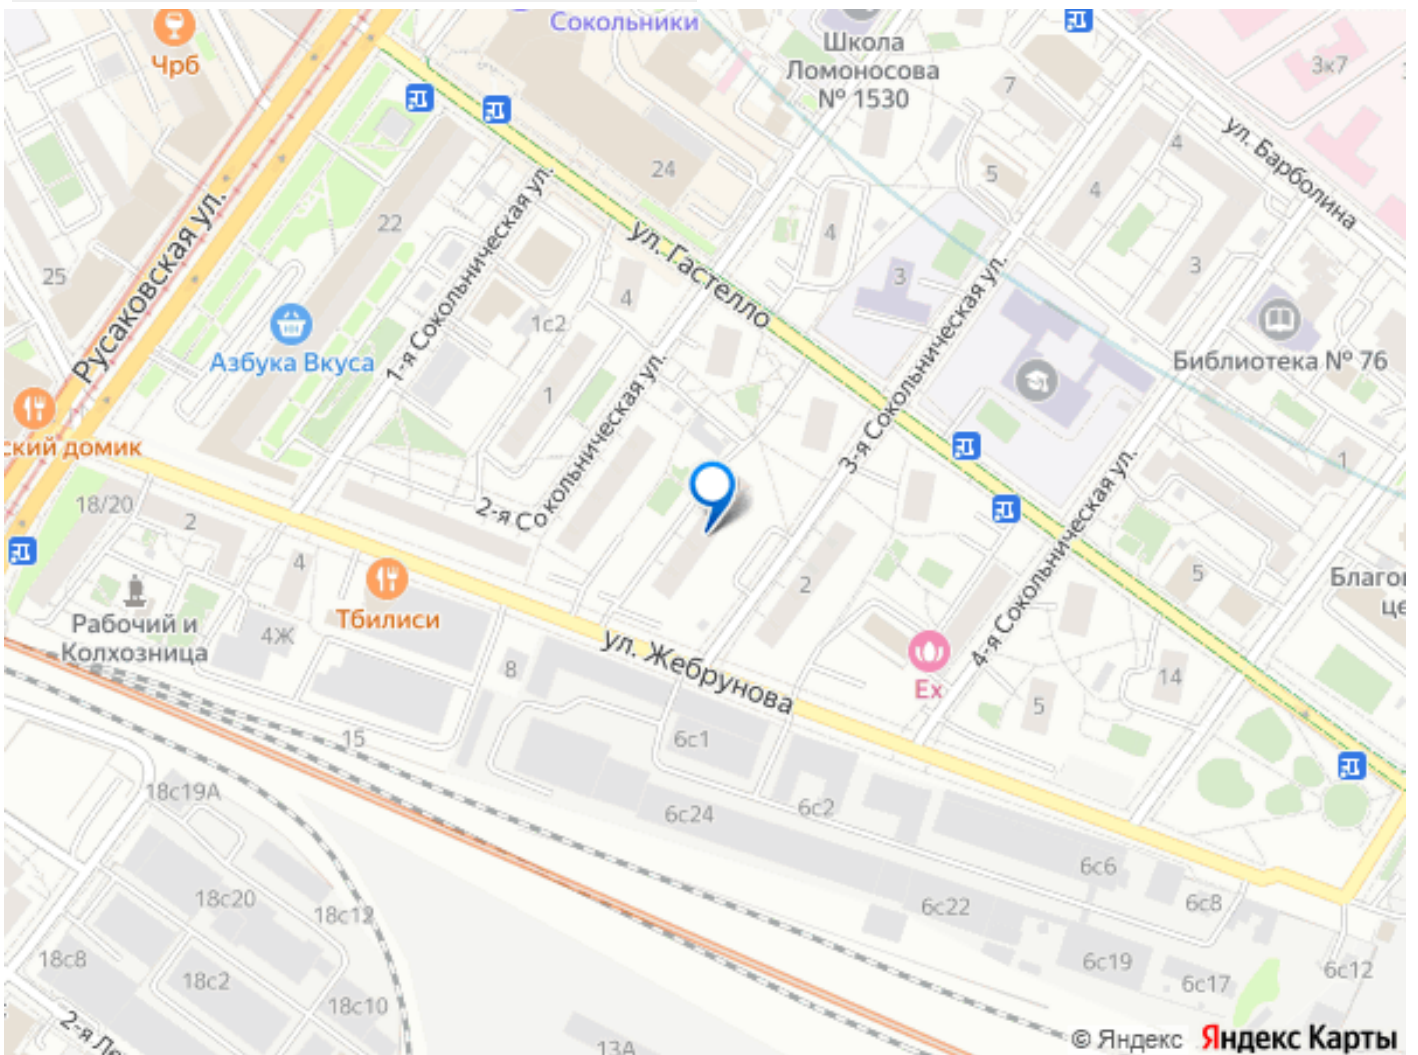 Сокольники
Чрб
Школа
Ломоносова
№ 1530
7
3к7
ул. Барболина
24
4
5
4
22
4
3
3
25
Русаковская ул.
1-я Сокольническая ул.
ул. Гастелло
4
1с2
Азбука Вкуса
Библиотека № 76
1
2-я Сокольническая ул.
3-я Сокольническая ул.
ский домик
1
18/20
2
4
2
5
4-я Сокольническая ул.
Благов
це
Рабочий и
Колхозница
4Ж
Тбилиси
ул. Жебрунова
8
Ex
14
5
15
6с1
18с19А
6с24
6с2
6с6
18с20
18с12
6с22
6с8
18с8
18с2
18с10
6с19
6с17
6с12
2-я Ле
13А
© Яндекс Яндекс Карты